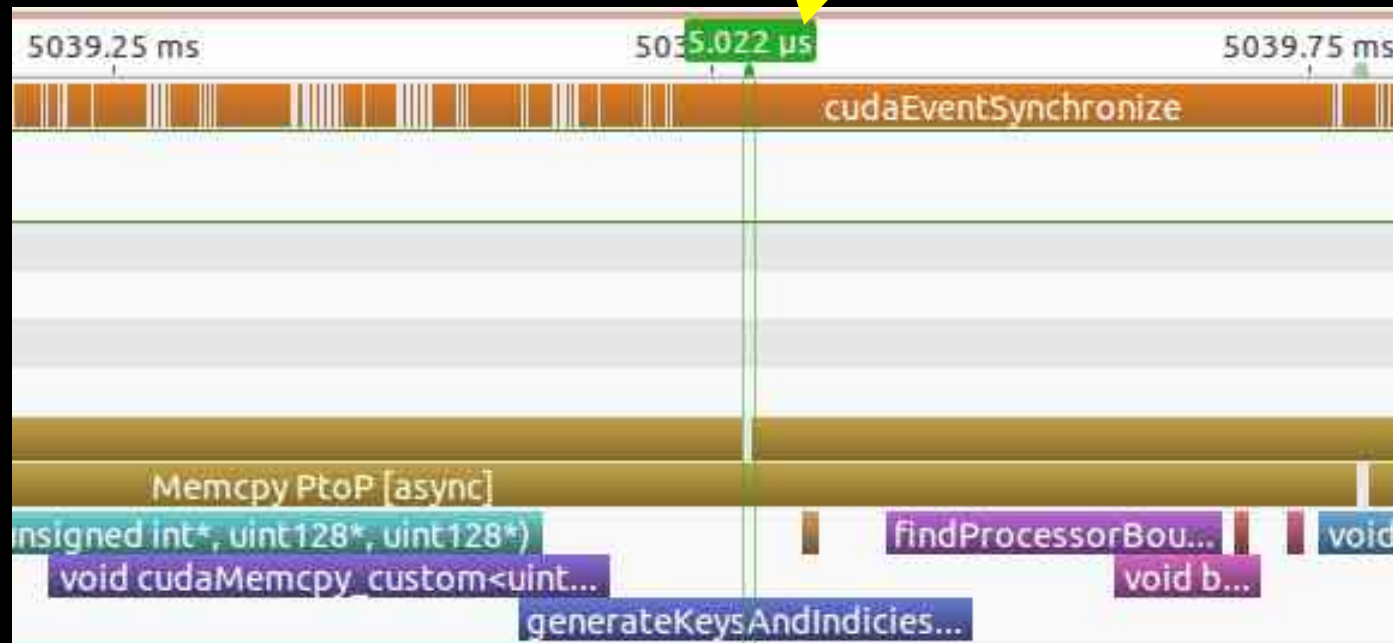 5039.25 ms 503 5.022 µs 5039.75 ms
cudaEventSynchronize
Memcpy PtoP [async]
nsigned int*, uint128*, uint128*) findProcessorBou... void
void cudaMemcpy_custom<uint... void b...
generateKeysAndIndicies...